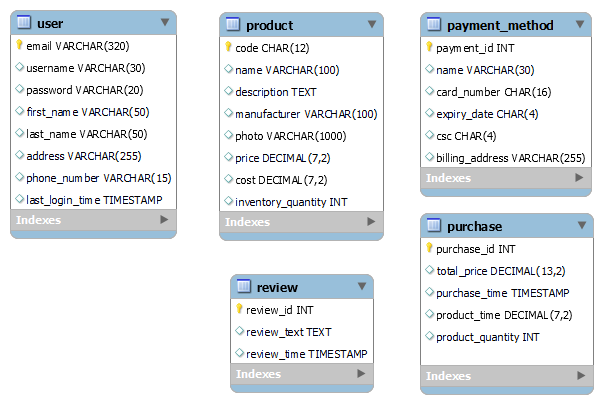 user
email VARCHAR(320)
username VARCHAR(30)
password VARCHAR(20)
first_name VARCHAR(50)
last_name VARCHAR(50)
address VARCHAR(255)
phone_number VARCHAR(15)
last_login_time TIMESTAMP
Indexes
product
code CHAR(12)
name VARCHAR(100)
description TEXT
manufacturer VARCHAR(100)
photo VARCHAR(1000)
price DECIMAL(7,2)
cost DECIMAL(7,2)
inventory_quantity INT
Indexes
payment_method
payment_id INT
name VARCHAR(30)
card_number CHAR(16)
expiry_date CHAR(4)
csc CHAR(4)
billing_address VARCHAR(255)
Indexes
review
review_id INT
review_text TEXT
review_time TIMESTAMP
Indexes
purchase
purchase_id INT
total_price DECIMAL(13,2)
purchase_time TIMESTAMP
product_time DECIMAL(7,2)
product_quantity INT
Indexes